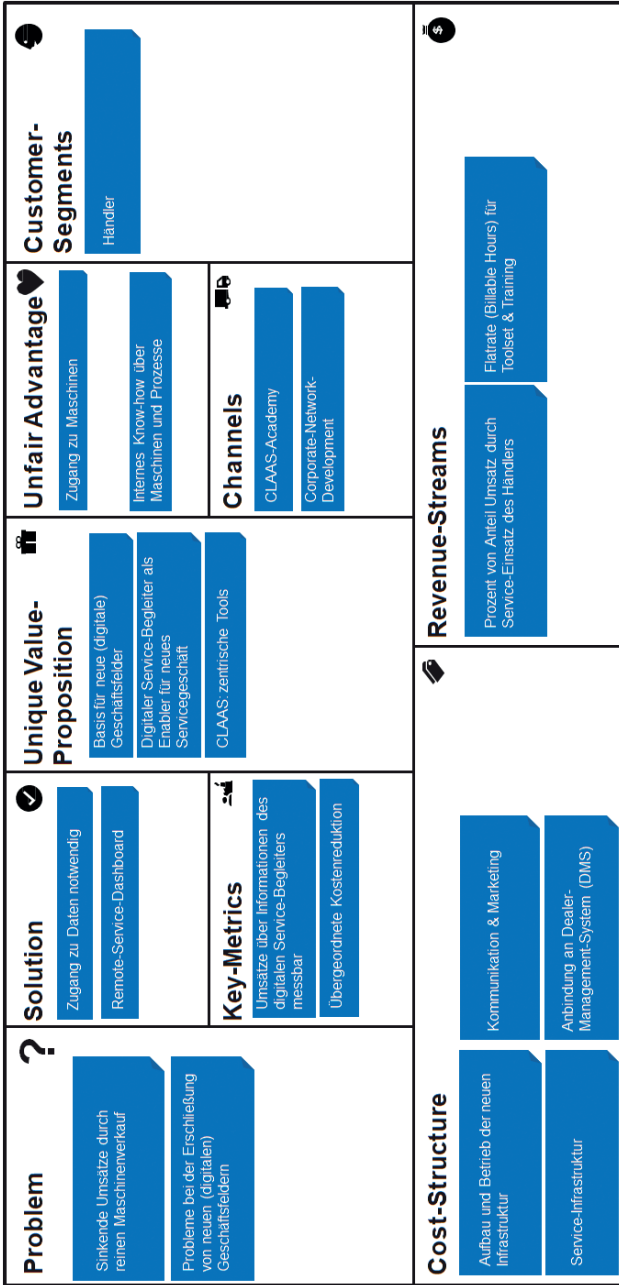 Problem
?
Sinkende Umsätze durch
reinen Maschinenverkauf
Probleme bei der Erschließung
von neuen (digitalen)
Geschäftsfeldern
Solution
Zugang zu Daten notwendig
Remote-Service-Dashboard
Key-Metrics
Umsätze über Informationen des
digitalen Service-Begleiters
messbar
Übergeordnete Kostenreduktion
Unique Value-
Proposition
Basis für neue (digitale)
Geschäftsfelder
Digitaler Service-Begleiter als
Enabler für neues
Servicegeschäft
CLAAS: zentrische Tools
Unfair Advantage
Zugang zu Maschinen
Internes Know-how über
Maschinen und Prozesse
Channels
CLAAS-Academy
Corporate-Network-
Development
Customer-
Segments
Händler
Cost-Structure
Aufbau und Betrieb der neuen
Infrastruktur
Kommunikation & Marketing
Service-Infrastruktur
Anbindung an Dealer-
Management-System (DMS)
Revenue-Streams
$
Prozent von Anteil Umsatz durch
Service-Einsatz des Händlers
Flatrate (Billable Hours) für
Toolset & Training